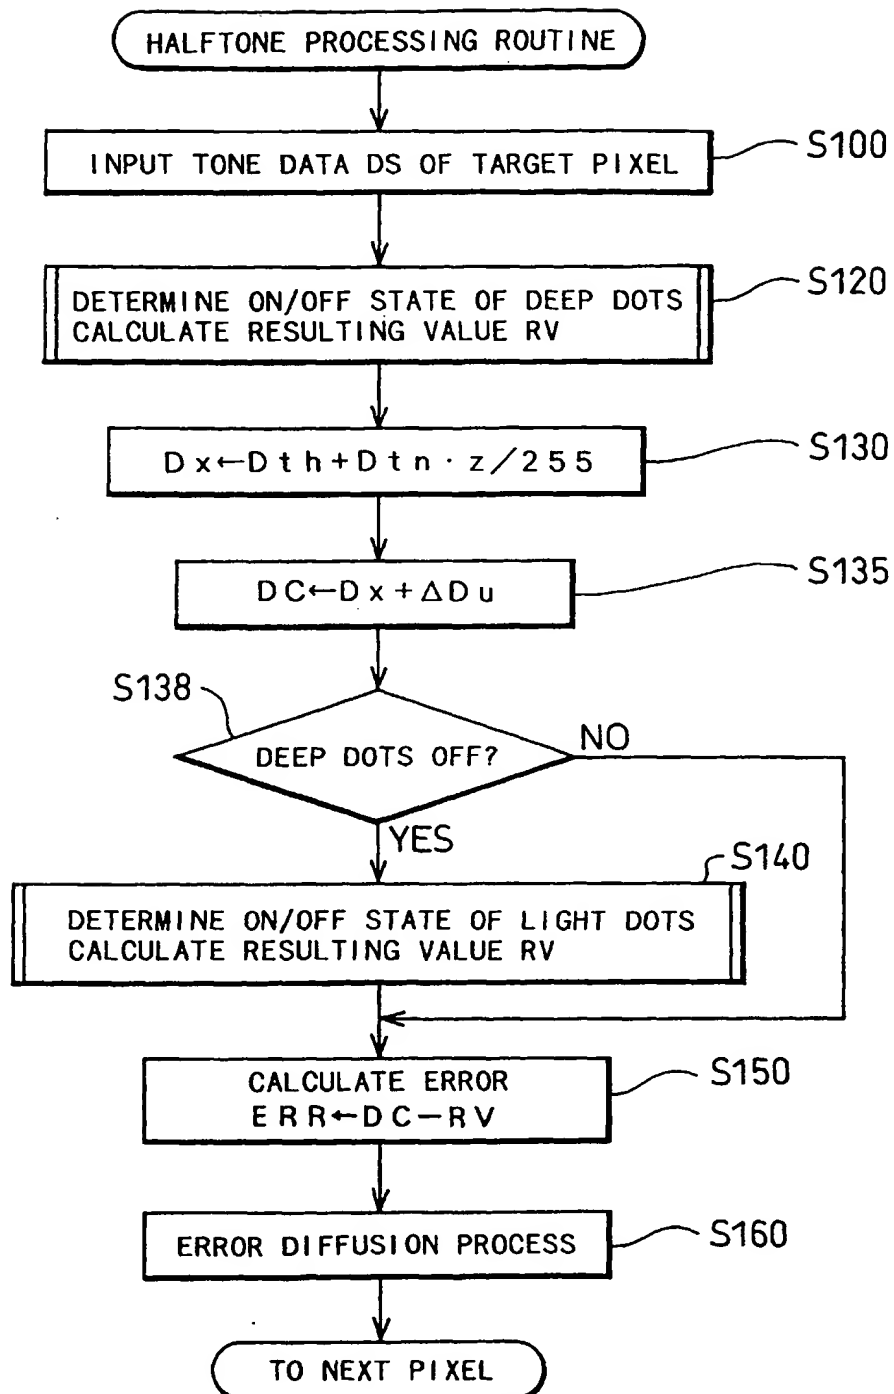 HALFTONE PROCESSING ROUTINE
INPUT TONE DATA DS OF TARGET PIXEL
S100
DETERMINE ON/OFF STATE OF DEEP DOTS
CALCULATE RESULTING VALUE RV
S120
Dx←Dth+Dtn·z/255
S130
DC←Dx+ΔDu
S135
S138
DEEP DOTS OFF?
NO
YES
S140
DETERMINE ON/OFF STATE OF LIGHT DOTS
CALCULATE RESULTING VALUE RV
CALCULATE ERROR
ERR←DC−RV
S150
ERROR DIFFUSION PROCESS
S160
TO NEXT PIXEL